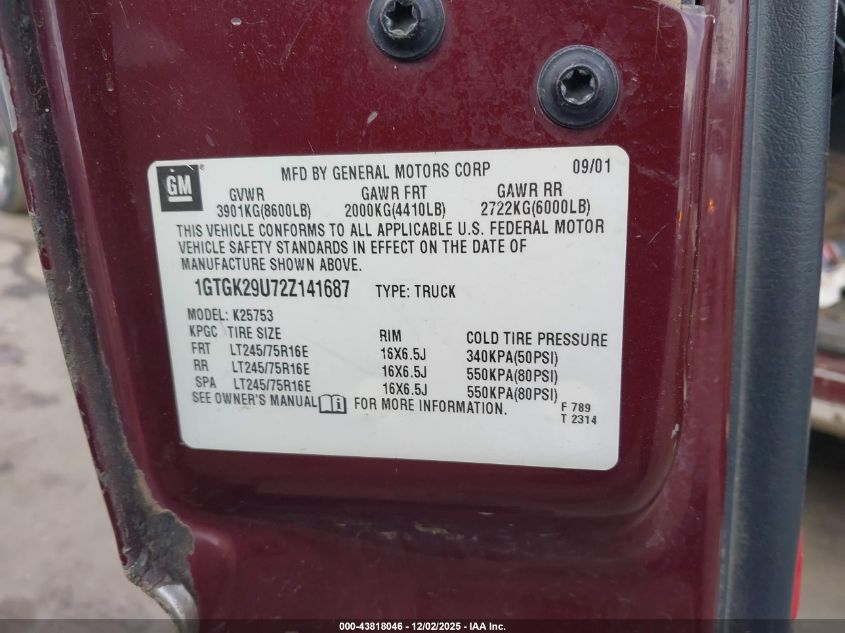 MFD BY GENERAL MOTORS CORP 09/01
GM
GVWR GAWR FRT GAWR RR
3901KG(8600LB) 2000KG(4410LB) 2722KG(6000LB)
THIS VEHICLE CONFORMS TO ALL APPLICABLE U.S. FEDERAL MOTOR
VEHICLE SAFETY STANDARDS IN EFFECT ON THE DATE OF
MANUFACTURE SHOWN ABOVE.
1GTGK29U72Z141687 TYPE: TRUCK
MODEL: K25753
KPGC TIRE SIZE RIM COLD TIRE PRESSURE
FRT LT245/75R16E 16X6.5J 340KPA(50PSI)
RR LT245/75R16E 16X6.5J 550KPA(80PSI)
SPA LT245/75R16E 16X6.5J 550KPA(80PSI)
SEE OWNER'S MANUAL i FOR MORE INFORMATION.
F 789
T 2314
000-43818046 - 12/02/2025 - IAA Inc.